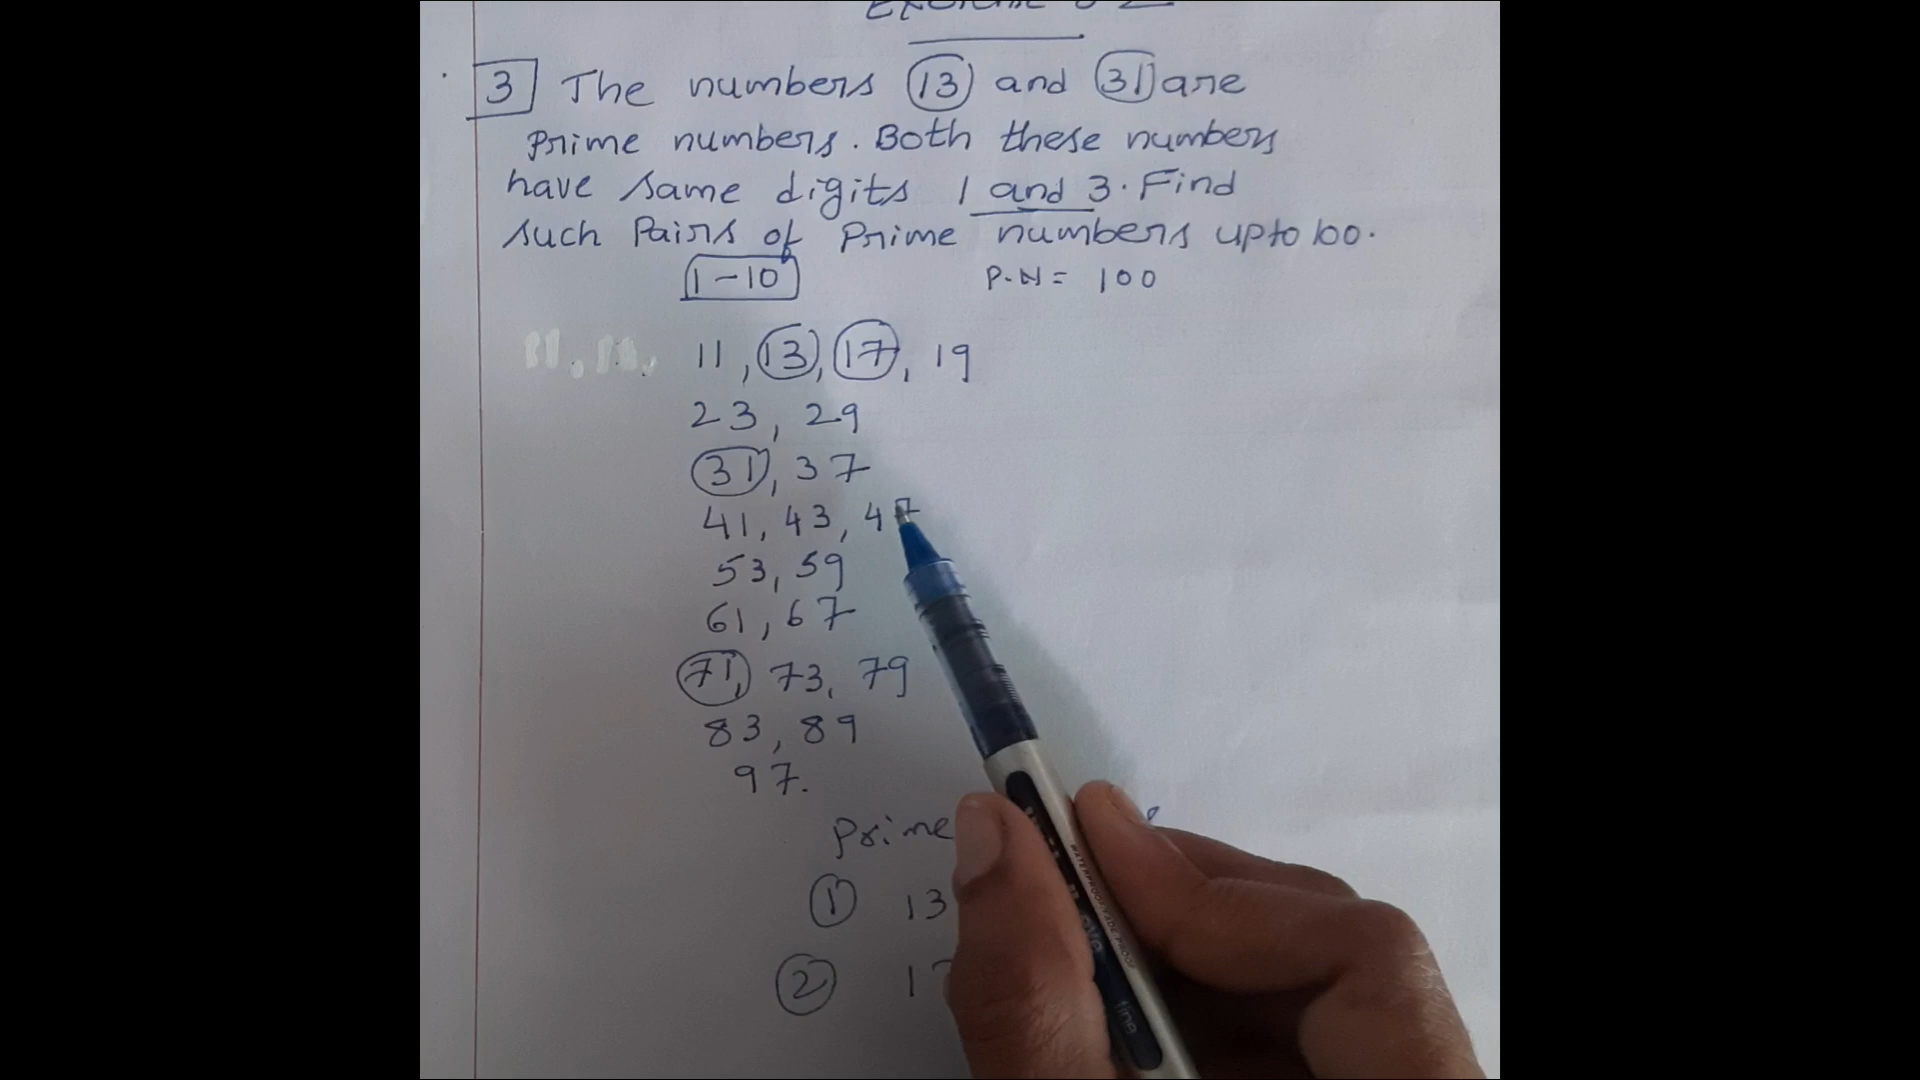 3 The numbers 13 and 31 are
Prime numbers. Both these numbers
have same digits 1 and 3. Find
such Pairs of Prime numbers upto 100.
1-10 P.N = 100
11, 13, 17, 19
23, 29
31, 37
41, 43, 47
53, 59
61, 67
71, 73, 79
83, 89
97.
Prime
1 13
2 17